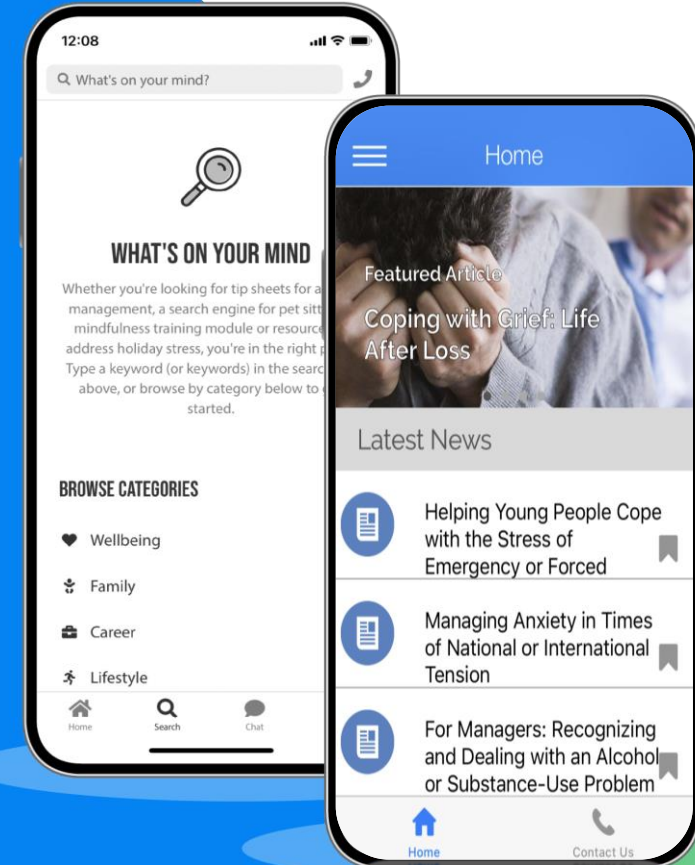 12:08
What's on your mind?
WHAT'S ON YOUR MIND
Whether you're looking for tip sheets for
management, a search engine for pet
mindfulness training module or
address holiday stress, you're in the right
Type a keyword (or keywords) in the
above, or browse by category below to
started.
BROWSE CATEGORIES
Wellbeing
Family
Career
Lifestyle
Home
Search
Chat
Home
Featured Article
Coping with Grief: Life
After Loss
Latest News
Helping Young People Cope
with the Stress of
Emergency or Forced
Managing Anxiety in Times
of National or International
Tension
For Managers: Recognizing
and Dealing with an Alcohol
or Substance-Use Problem
Home
Contact Us